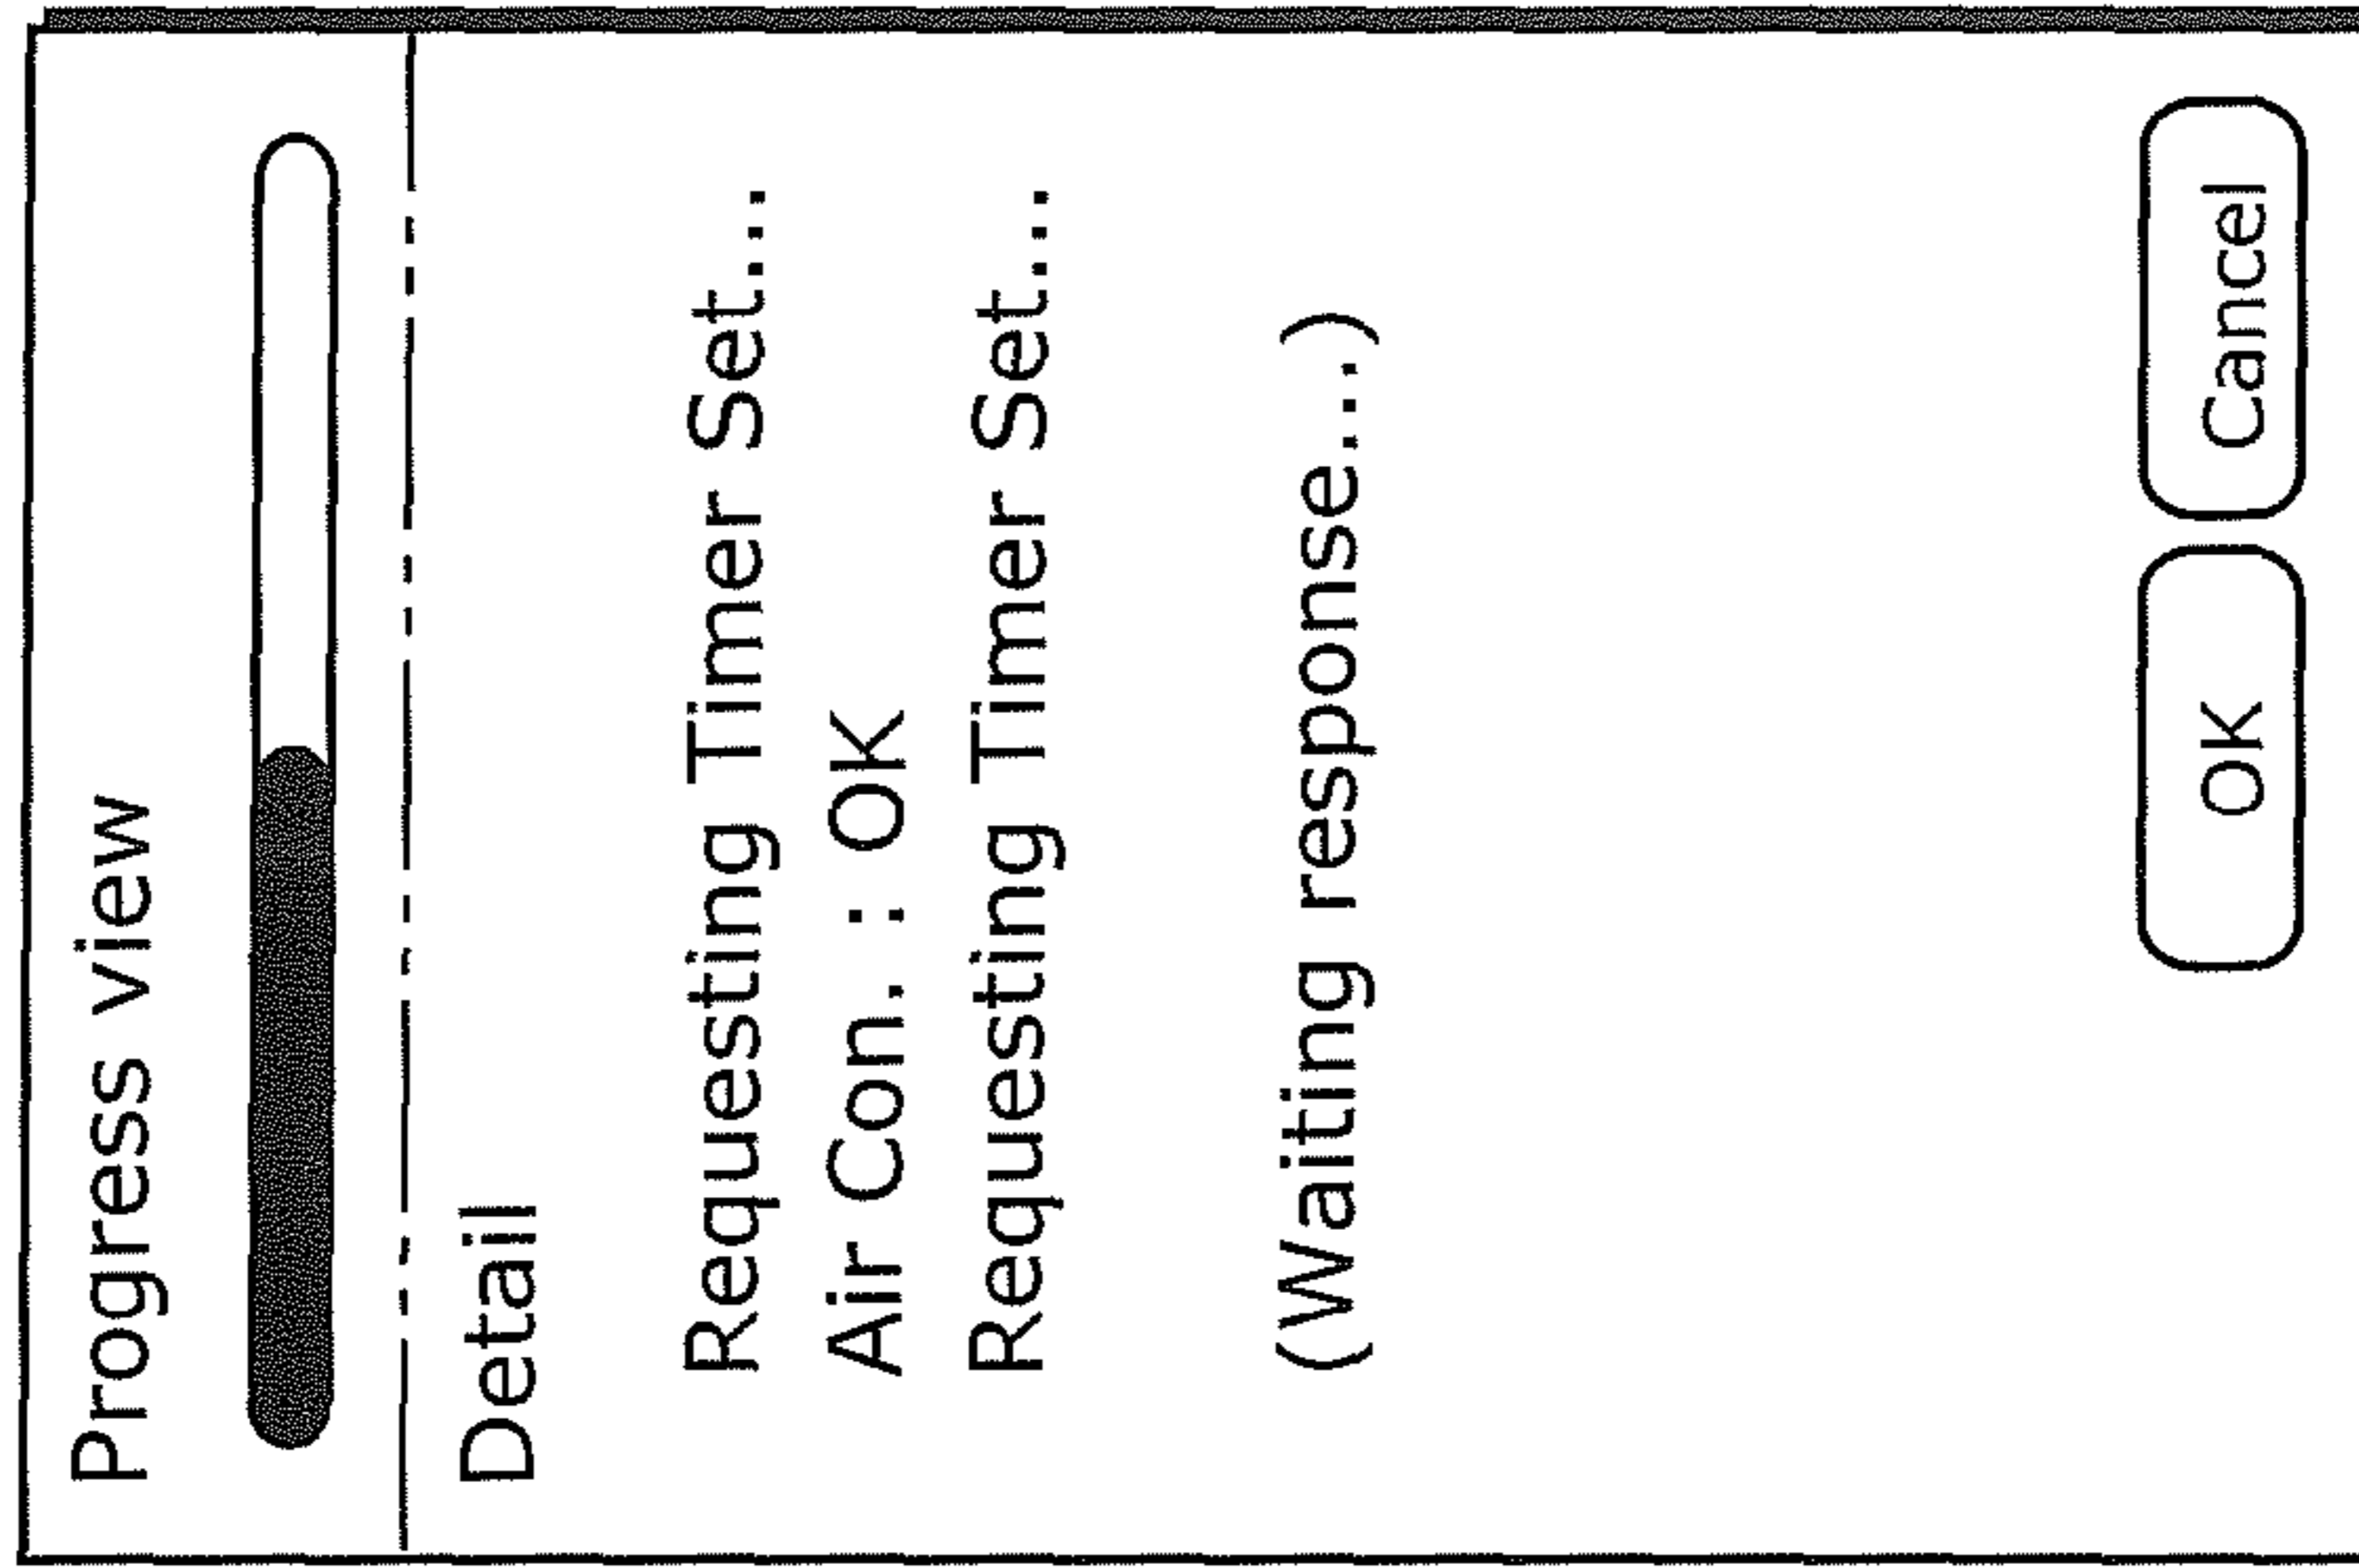 Progress view
Detail
Requesting Timer Set...
Air Con. : OK
Requesting Timer Set...
(Waiting response...)
OK Cancel